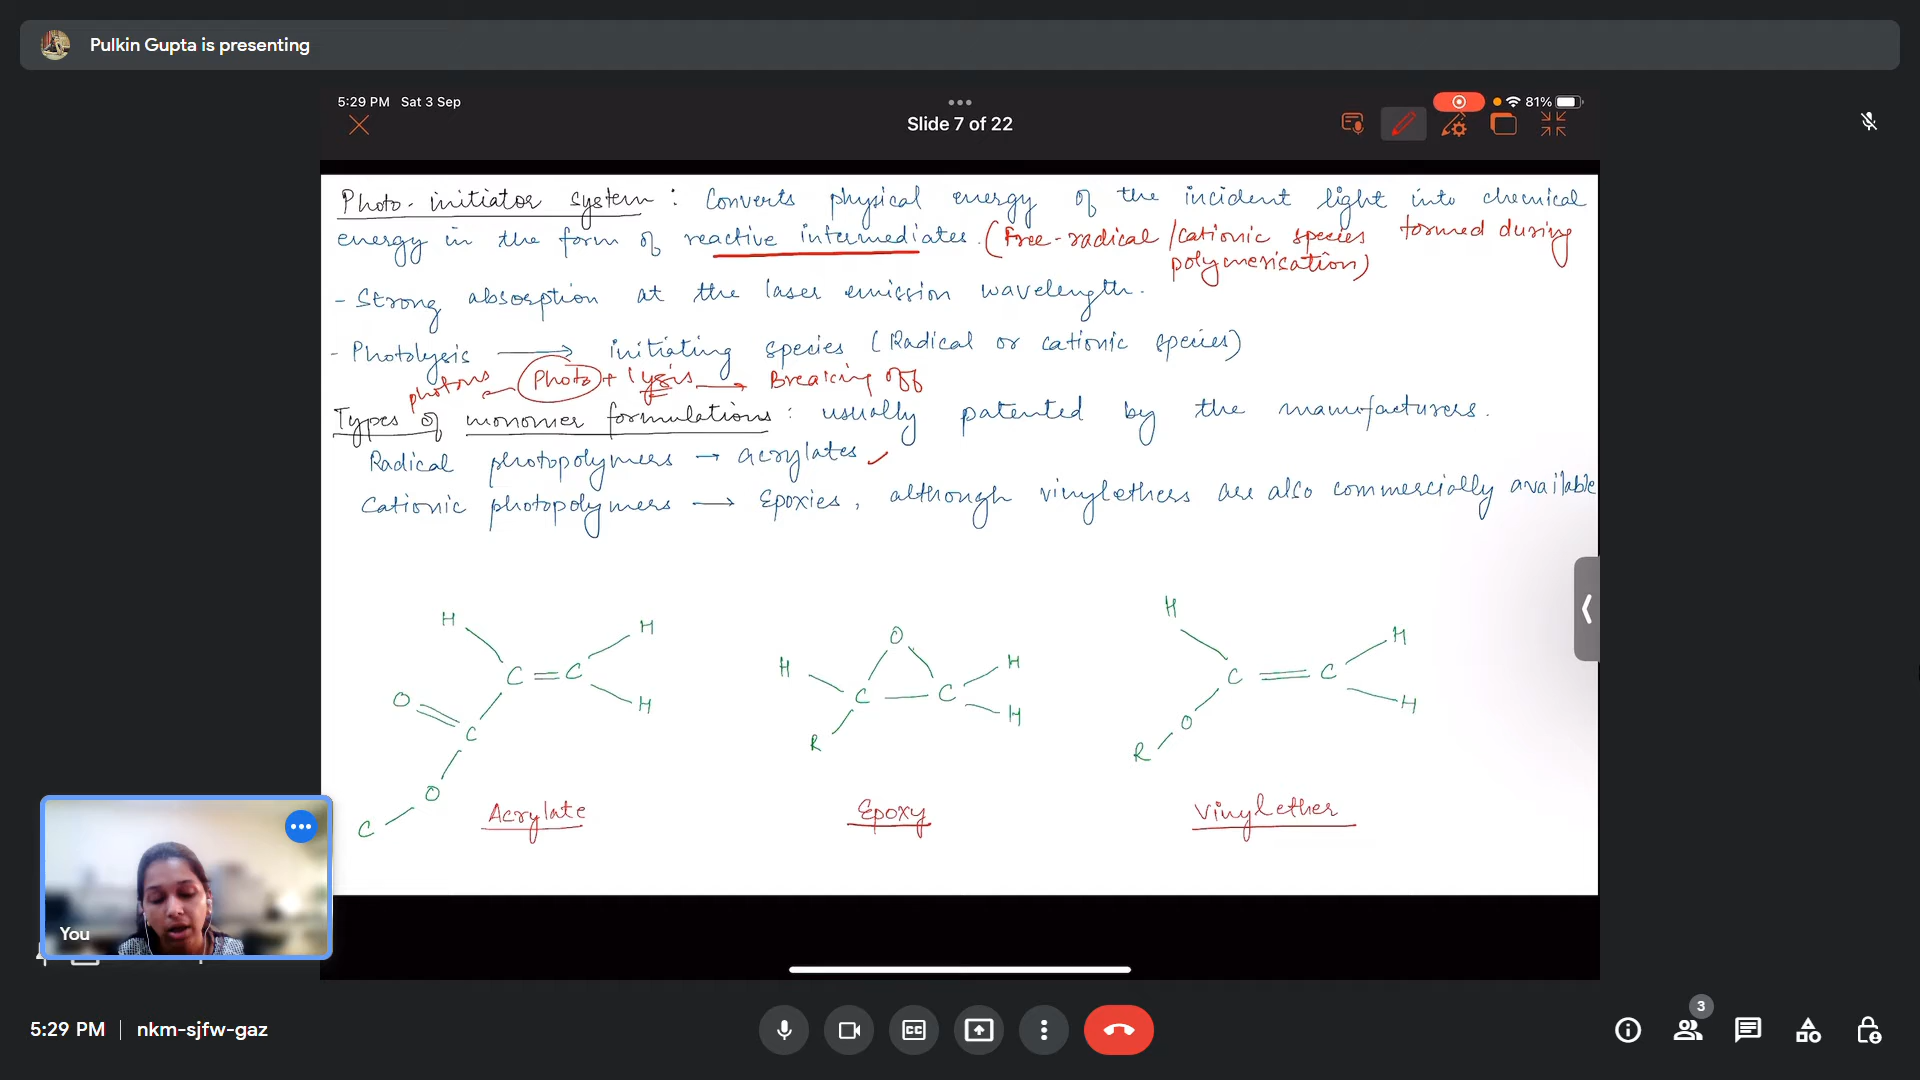 Pulkin Gupta is presenting
5:29 PM Sat 3 Sep
81%
Slide 7 of 22
Photo-initiator system : Converts physical energy of the incident light into chemical
energy in the form of reactive intermediates. (Free-radical /cationic species formed during
polymerisation)
- Strong absorption at the laser emission wavelength.
- Photolysis → initiating species (Radical or cationic species)
photons ← Photo + lysis → Breaking off
Types of monomer formulations : usually patented by the manufacturers.
Radical photopolymers → acrylates ✓
Cationic photopolymers → Epoxies, although vinylethers are also commercially available
H H
C = C
O H
C
O
C
Acrylate
O
H C C H
R H
Epoxy
H H
C = C
O H
R
Vinylether
You
5:29 PM | nkm-sjfw-gaz
CC
3